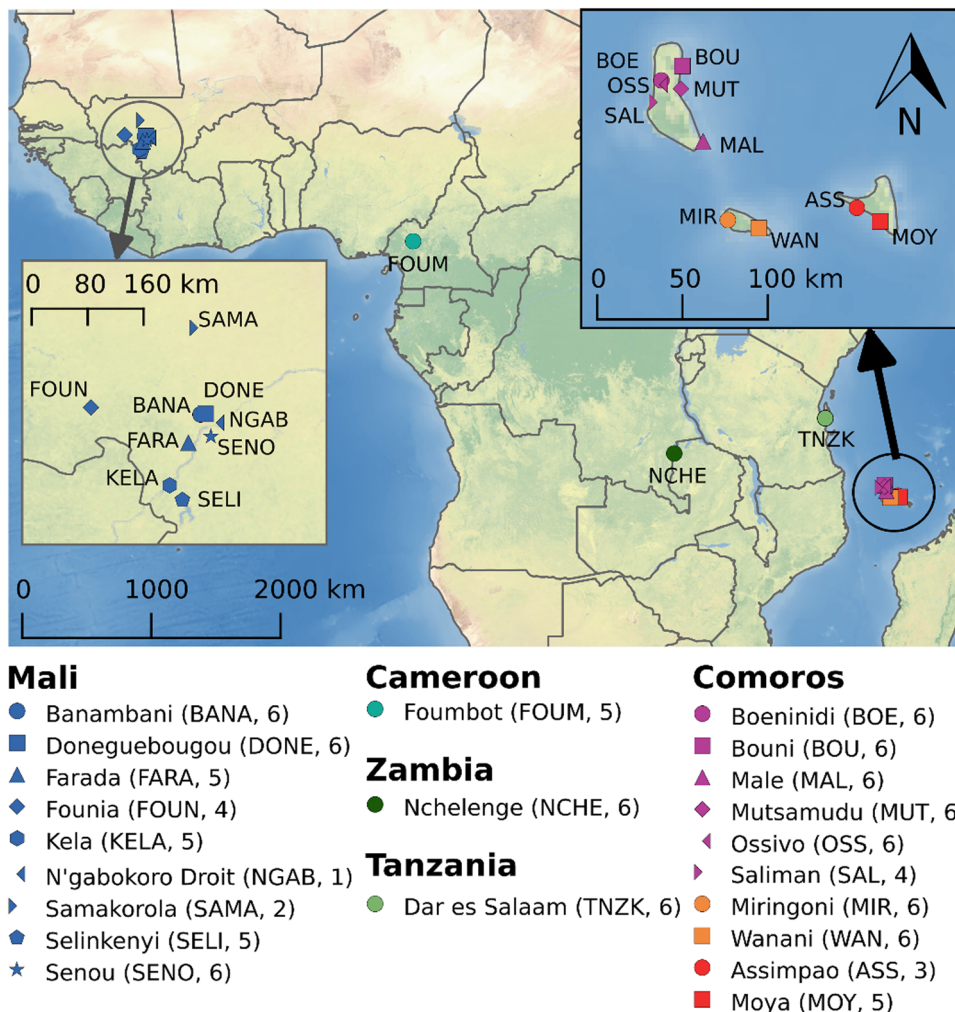 BOE
BOU
OSS
MUT
SAL
MAL
N
MIR
WAN
ASS
MOY
0 50 100
FOUM
0 80 160 km
SAMA
FOUN
DONE
BANA
NGAB
FARA
SENO
KELA
SELI
TNZK
NCHE
0 1000 2000 km
Mali
Banambani (BANA, 6)
Doneguebougou (DONE, 6)
Farada (FARA, 5)
Founia (FOUN, 4)
Kela (KELA, 5)
N'gabokoro Droit (NGAB, 1)
Samakorola (SAMA, 2)
Selinkenyi (SELI, 5)
Senou (SENO, 6)
Cameroon
Foumbot (FOUM, 5)
Zambia
Nchelenge (NCHE, 6)
Tanzania
Dar es Salaam (TNZK, 6)
Comoros
Boeninidi (BOE, 6)
Bouni (BOU, 6)
Male (MAL, 6)
Mutsamudu (MUT, 6
Ossivo (OSS, 6)
Saliman (SAL, 4)
Miringoni (MIR, 6)
Wanani (WAN, 6)
Assimpao (ASS, 3)
Moya (MOY, 5)